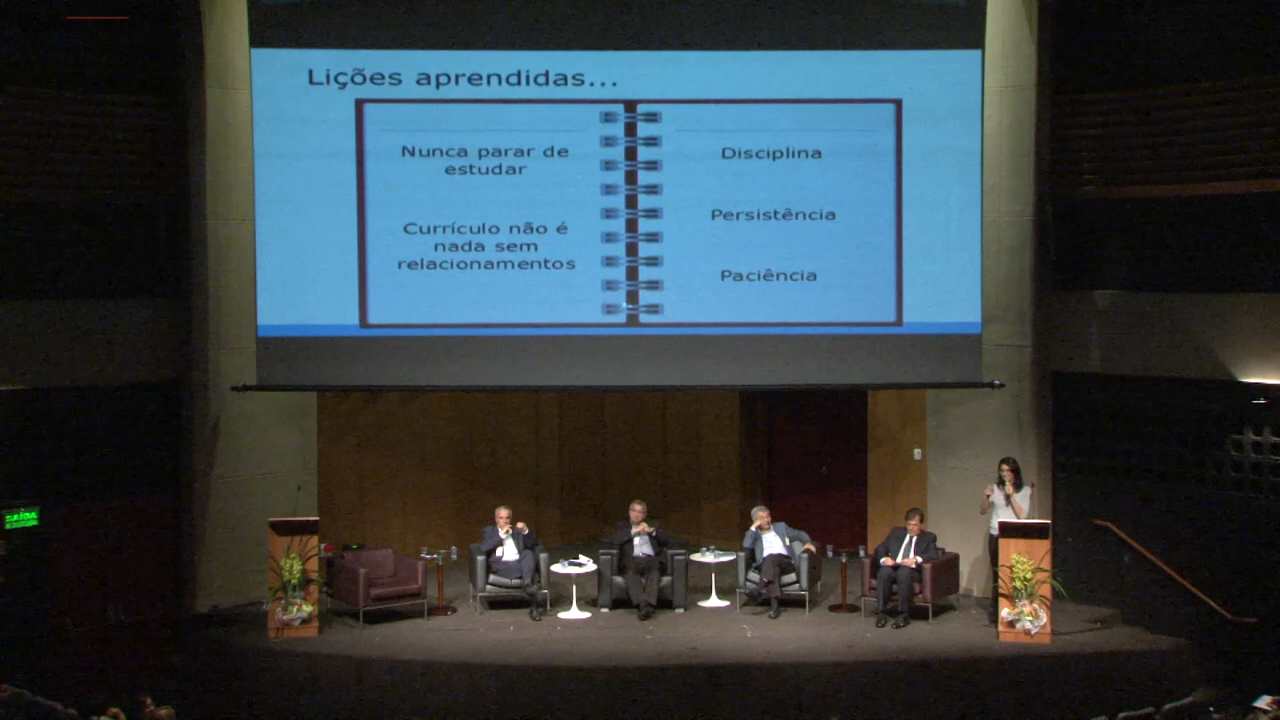 Lições aprendidas...
Nunca parar de
estudar
Currículo não é
nada sem
relacionamentos
Disciplina
Persistência
Paciência
SAÍDA